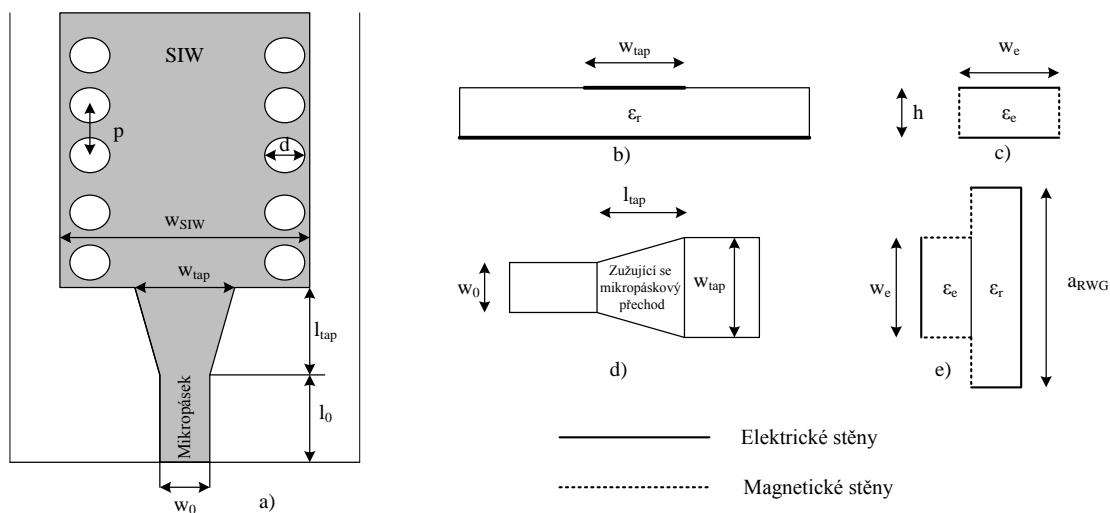 SIW
p
d
w_SIW
w_tap
l_tap
l_0
Mikropásek
w_0
a)
w_tap
ε_r
b)
w_e
h
ε_e
c)
l_tap
w_0
Zužující se
mikropáskový
přechod
w_tap
d)
w_e
ε_e
ε_r
a_RWG
e)
Elektrické stěny
Magnetické stěny